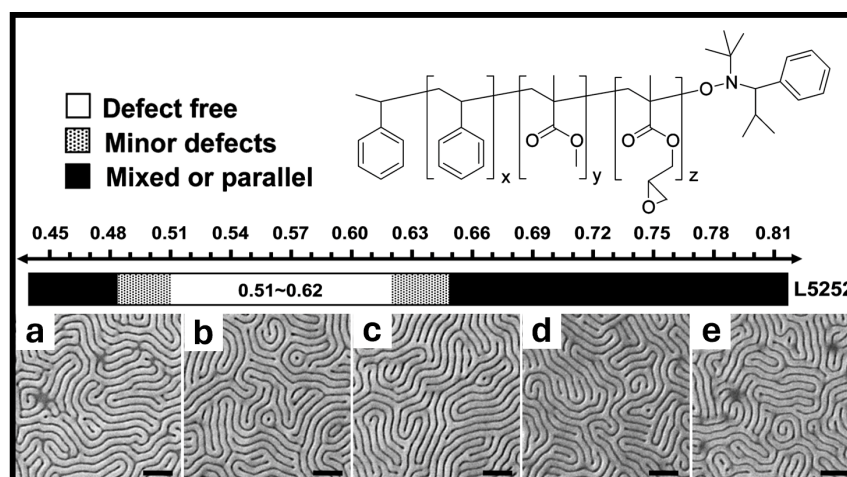 Defect free
Minor defects
Mixed or parallel
x
y
z
O
O
O
O
O
O
N
0.45 0.48 0.51 0.54 0.57 0.60 0.63 0.66 0.69 0.72 0.75 0.78 0.81
0.51~0.62
L5252
a b c d e